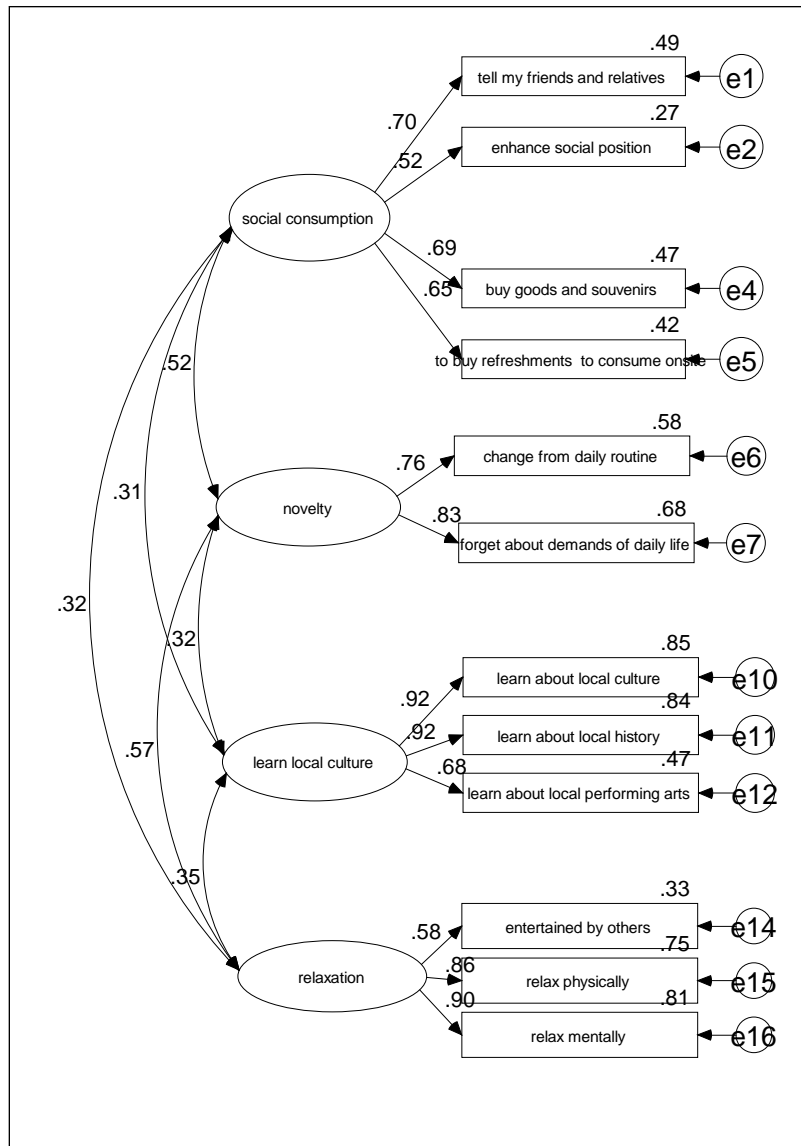 .49
tell my friends and relatives
e1
.70
.27
enhance social position
e2
.52
social consumption
.69
.47
buy goods and souvenirs
e4
.65
.42
to buy refreshments to consume onsite
e5
.52
.58
change from daily routine
e6
.76
.31
novelty
.83
.68
forget about demands of daily life
e7
.32
.32
.85
learn about local culture
e10
.92
.84
learn about local history
e11
.92
.57
learn local culture
.68
.47
learn about local performing arts
e12
.35
.33
entertained by others
e14
.58
.75
relax physically
e15
.86
relaxation
.90
.81
relax mentally
e16